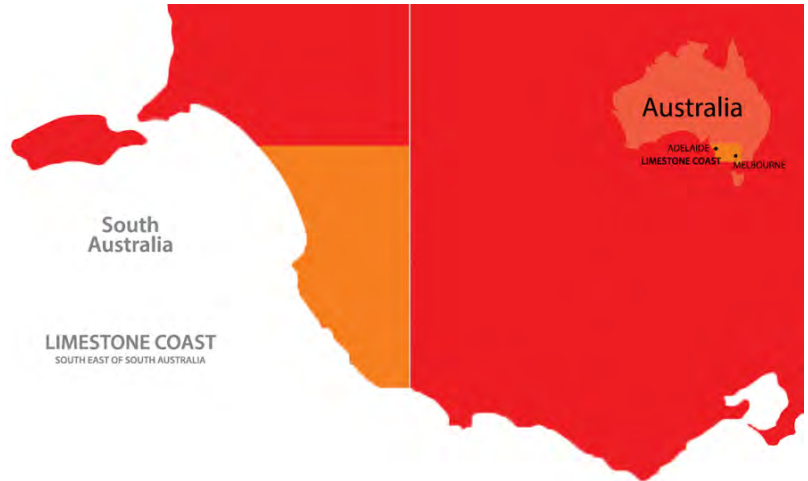 Australia
ADELAIDE
LIMESTONE COAST
MELBOURNE
South
Australia
LIMESTONE COAST
SOUTH EAST OF SOUTH AUSTRALIA